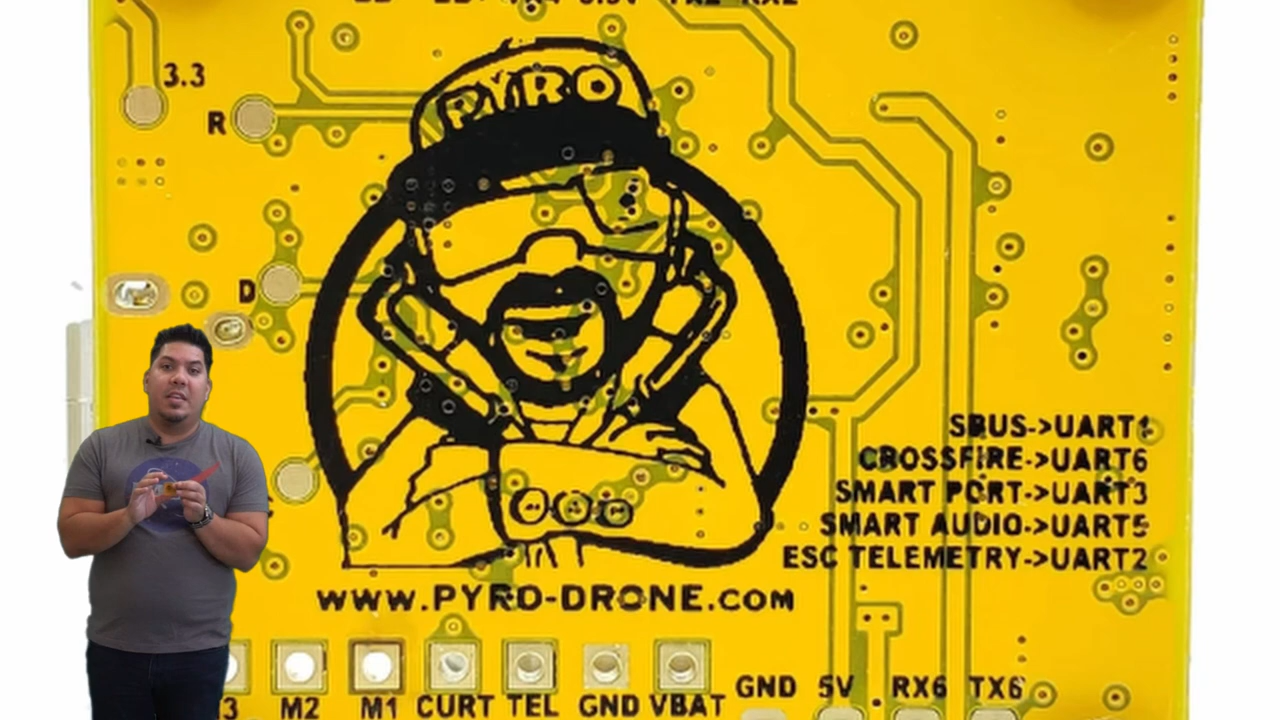 3.3
R
PYRO
D
SBUS->UART1
CROSSFIRE->UART6
SMART PORT->UART3
SMART AUDIO->UART5
ESC TELEMETRY->UART2
WWW.PYRO-DRONE.COM
GND 5V RX6 TX6
M2 M1 CURT TEL GND VBAT